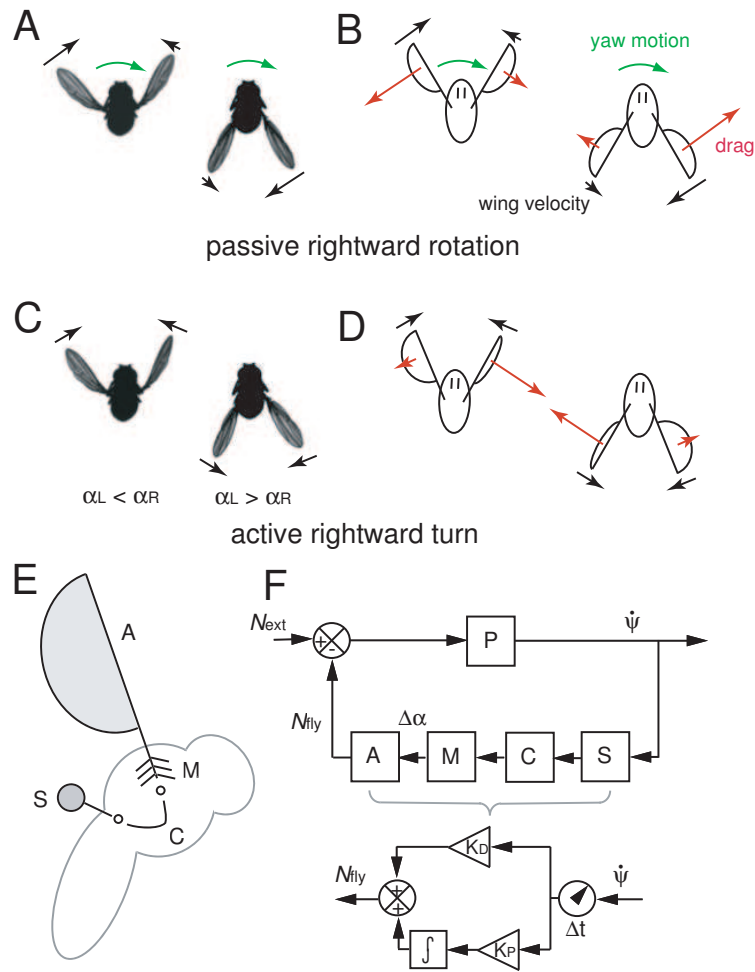 A
B
yaw motion
drag
wing velocity
passive rightward rotation
C
D
αL < αR
αL > αR
active rightward turn
E
A
M
S
C
F
Next
+
-
P
ψ̇
Nfly
Δα
A
M
C
S
KD
Nfly
+
+
ψ̇
Δt
∫
KP